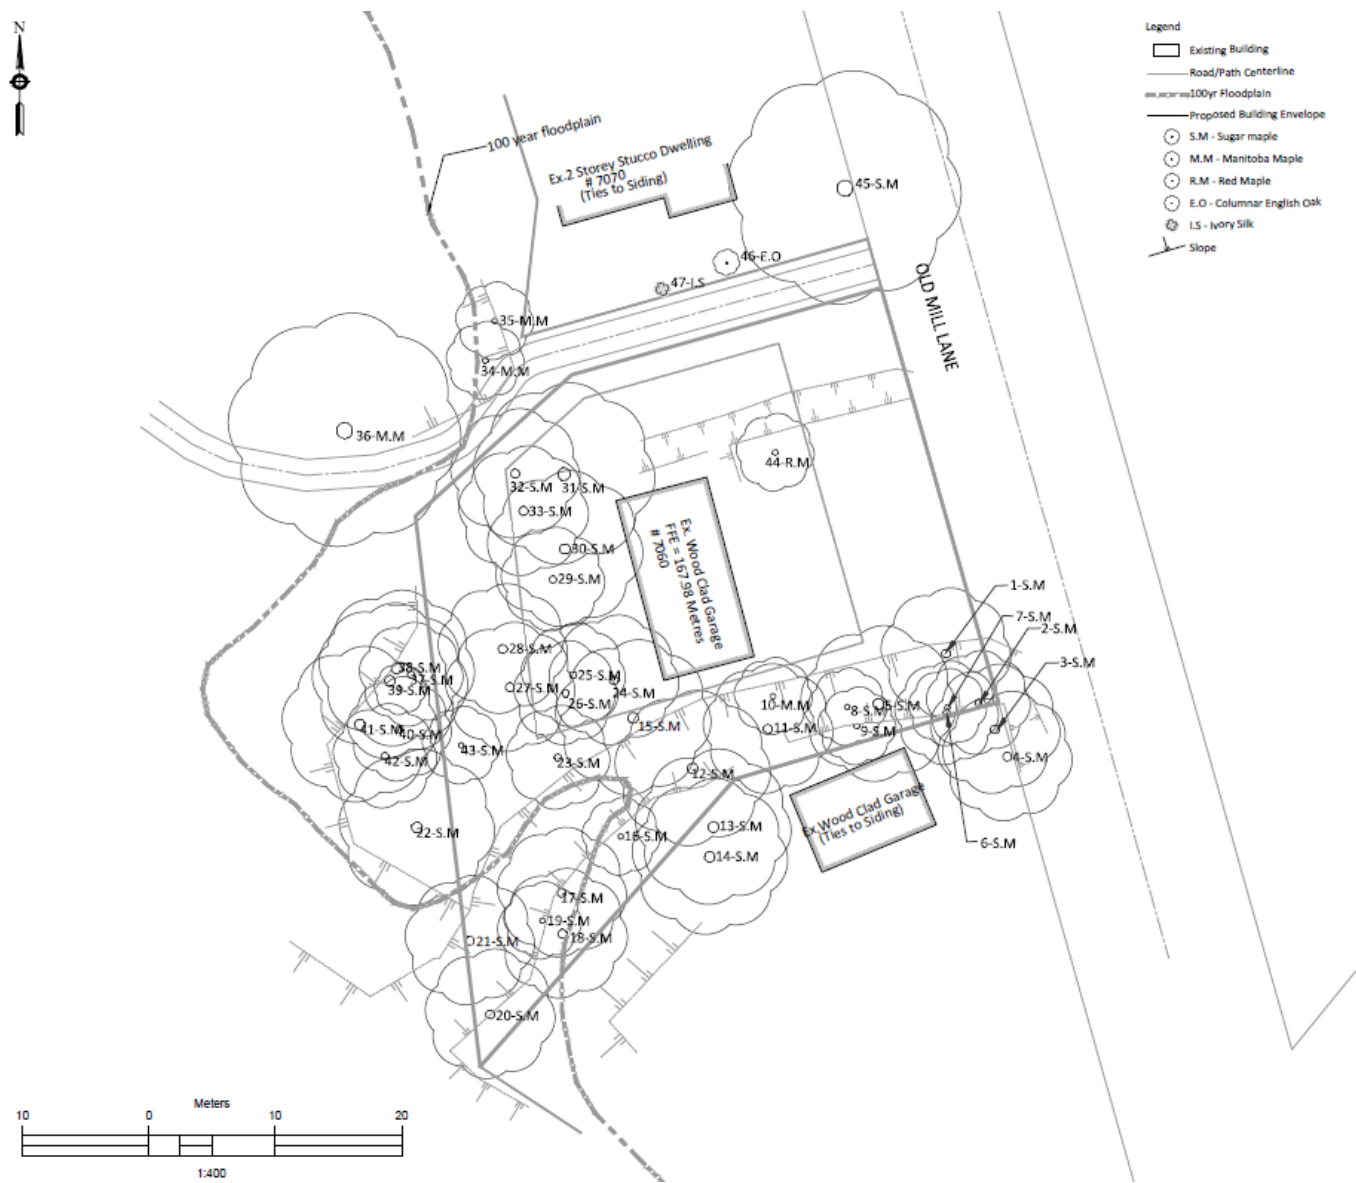 N
Legend
Existing Building
Road/Path Centerline
100yr Floodplain
Proposed Building Envelope
S.M - Sugar maple
M.M - Manitoba Maple
R.M - Red Maple
E.O - Columnar English Oak
I.S - Ivory Silk
Slope
100 year floodplain
Ex.2 Storey Stucco Dwelling
# 7070
(Ties to Siding)
45-S.M
46-E.O
47-I.S
OLD MILL LANE
35-M.M
34-M.M
36-M.M
44-R.M
32-S.M
31-S.M
33-S.M
30-S.M
29-S.M
Ex. Wood Clad Garage
FFE = 167.98 Metres
# 7060
1-S.M
7-S.M
2-S.M
3-S.M
28-S.M
38-S.M
37-S.M
39-S.M
27-S.M
25-S.M
24-S.M
26-S.M
10-M.M
8-S.M
5-S.M
9-S.M
11-S.M
15-S.M
41-S.M
40-S.M
42-S.M
43-S.M
23-S.M
12-S.M
4-S.M
22-S.M
16-S.M
13-S.M
14-S.M
Ex.Wood Clad Garage
(Ties to Siding)
6-S.M
17-S.M
19-S.M
18-S.M
21-S.M
20-S.M
Meters
10 0 10 20
1:400